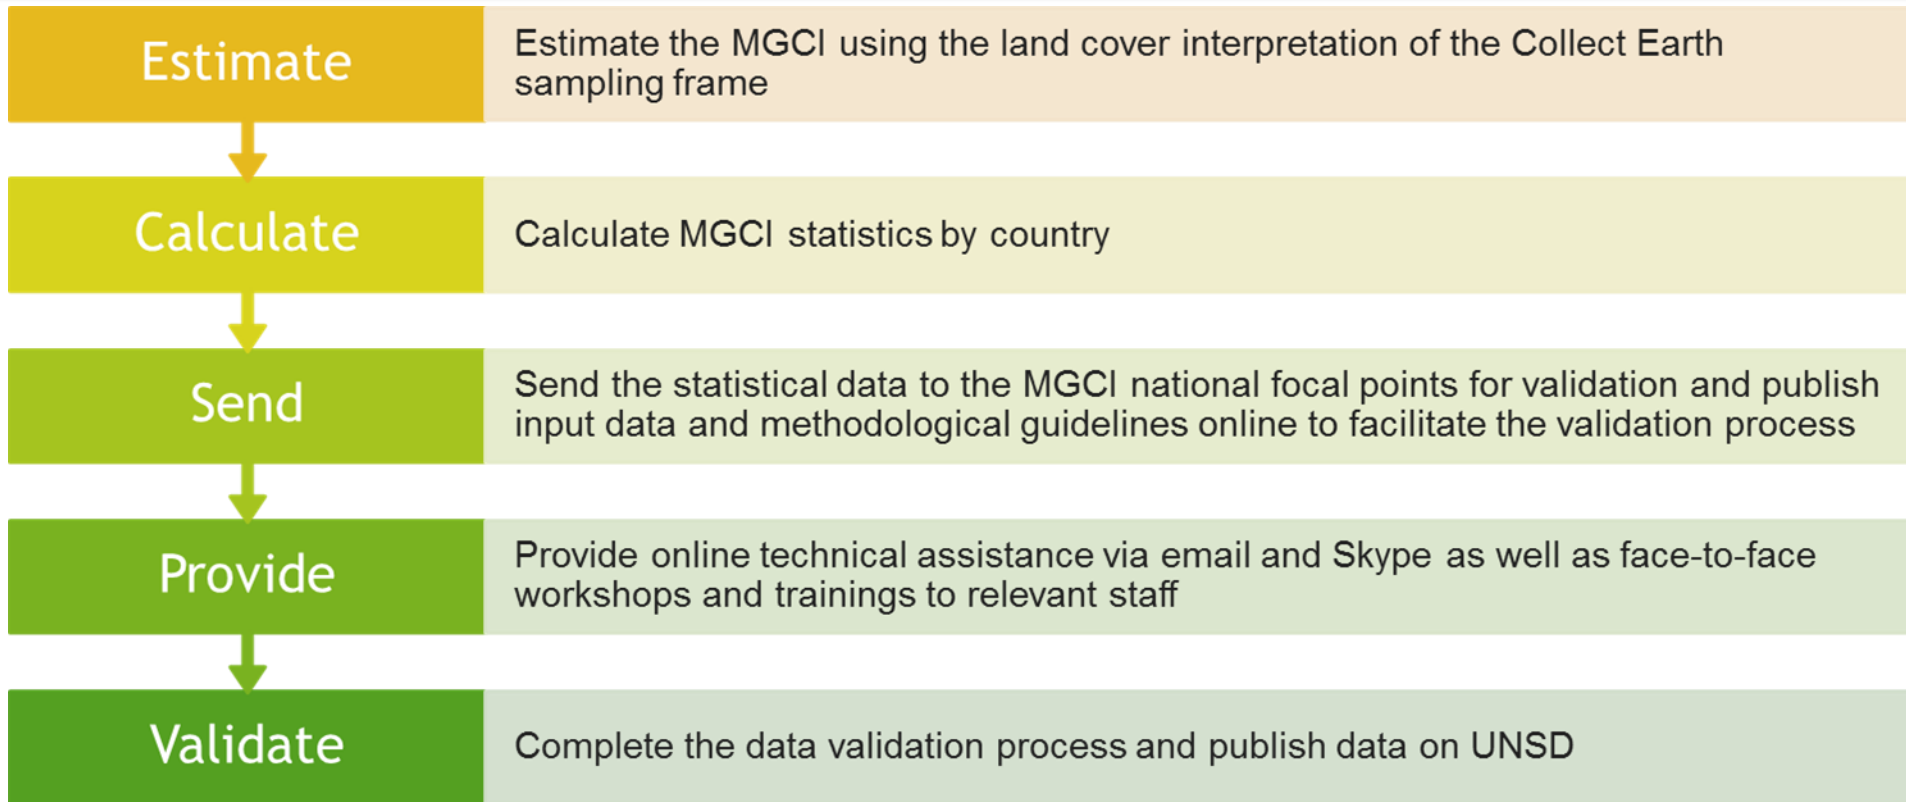 Estimate
Estimate the MGCI using the land cover interpretation of the Collect Earth
sampling frame
Calculate
Calculate MGCI statistics by country
Send
Send the statistical data to the MGCI national focal points for validation and publish
input data and methodological guidelines online to facilitate the validation process
Provide
Provide online technical assistance via email and Skype as well as face-to-face
workshops and trainings to relevant staff
Validate
Complete the data validation process and publish data on UNSD